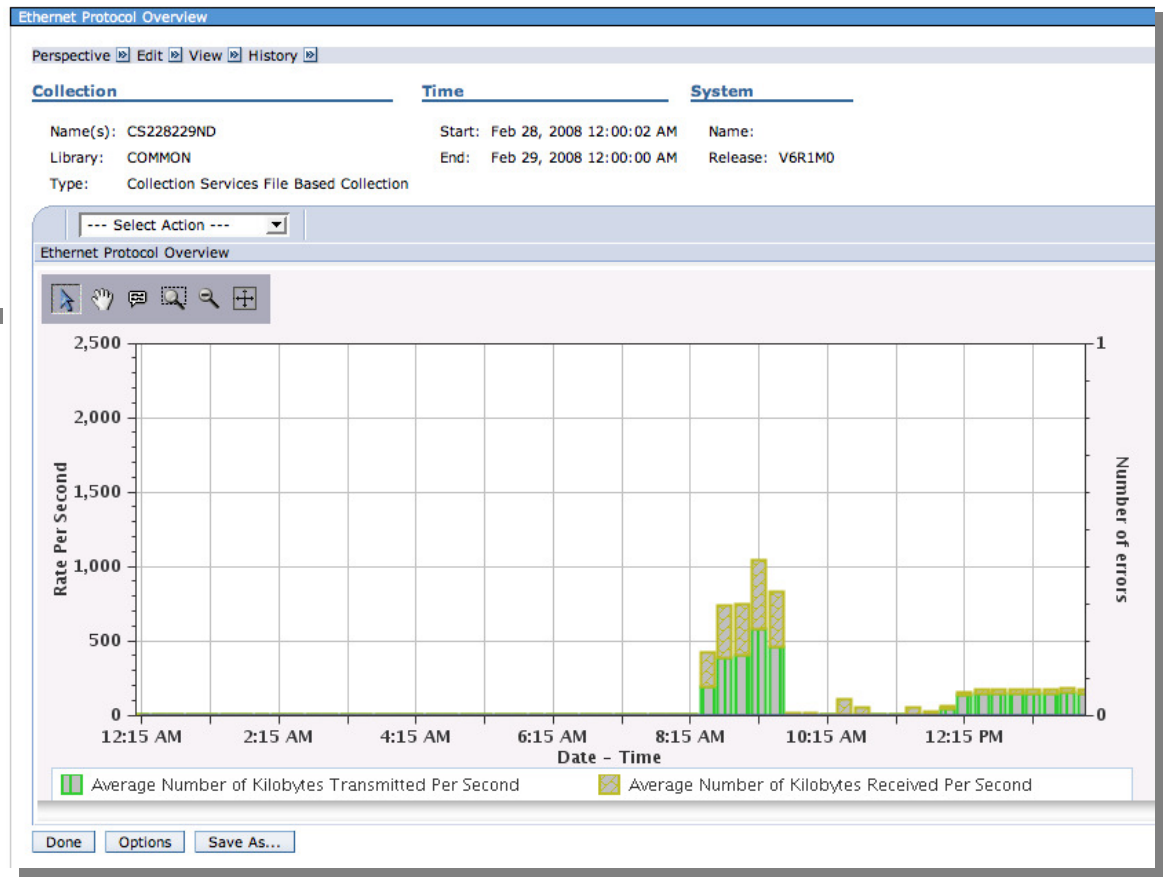 Ethernet Protocol Overview
Perspective Edit View History
Collection Time System
Name(s): CS228229ND Start: Feb 28, 2008 12:00:02 AM Name:
Library: COMMON End: Feb 29, 2008 12:00:00 AM Release: V6R1M0
Type: Collection Services File Based Collection
--- Select Action ---
Ethernet Protocol Overview
2,500
2,000
1,500
1,000
500
0
Rate Per Second
1
0
Number of errors
12:15 AM 2:15 AM 4:15 AM 6:15 AM 8:15 AM 10:15 AM 12:15 PM
Date - Time
Average Number of Kilobytes Transmitted Per Second Average Number of Kilobytes Received Per Second
Done Options Save As...